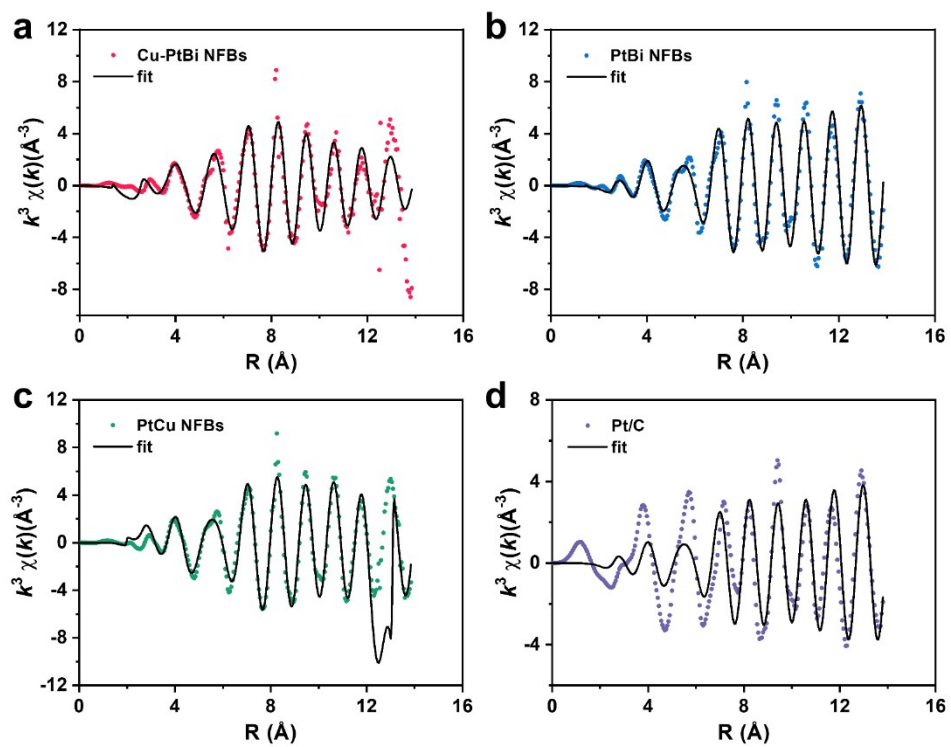 a
Cu-PtBi NFBs
fit
12
8
4
0
-4
-8
k³ χ(k)(Å⁻³)
0 4 8 12 16
R (Å)
b
PtBi NFBs
fit
12
8
4
0
-4
-8
k³ χ(k)(Å⁻³)
0 4 8 12 16
R (Å)
c
PtCu NFBs
fit
12
8
4
0
-4
-8
-12
k³ χ(k)(Å⁻³)
0 4 8 12 16
R (Å)
d
Pt/C
fit
8
4
0
-4
k³ χ(k)(Å⁻³)
0 4 8 12 16
R (Å)